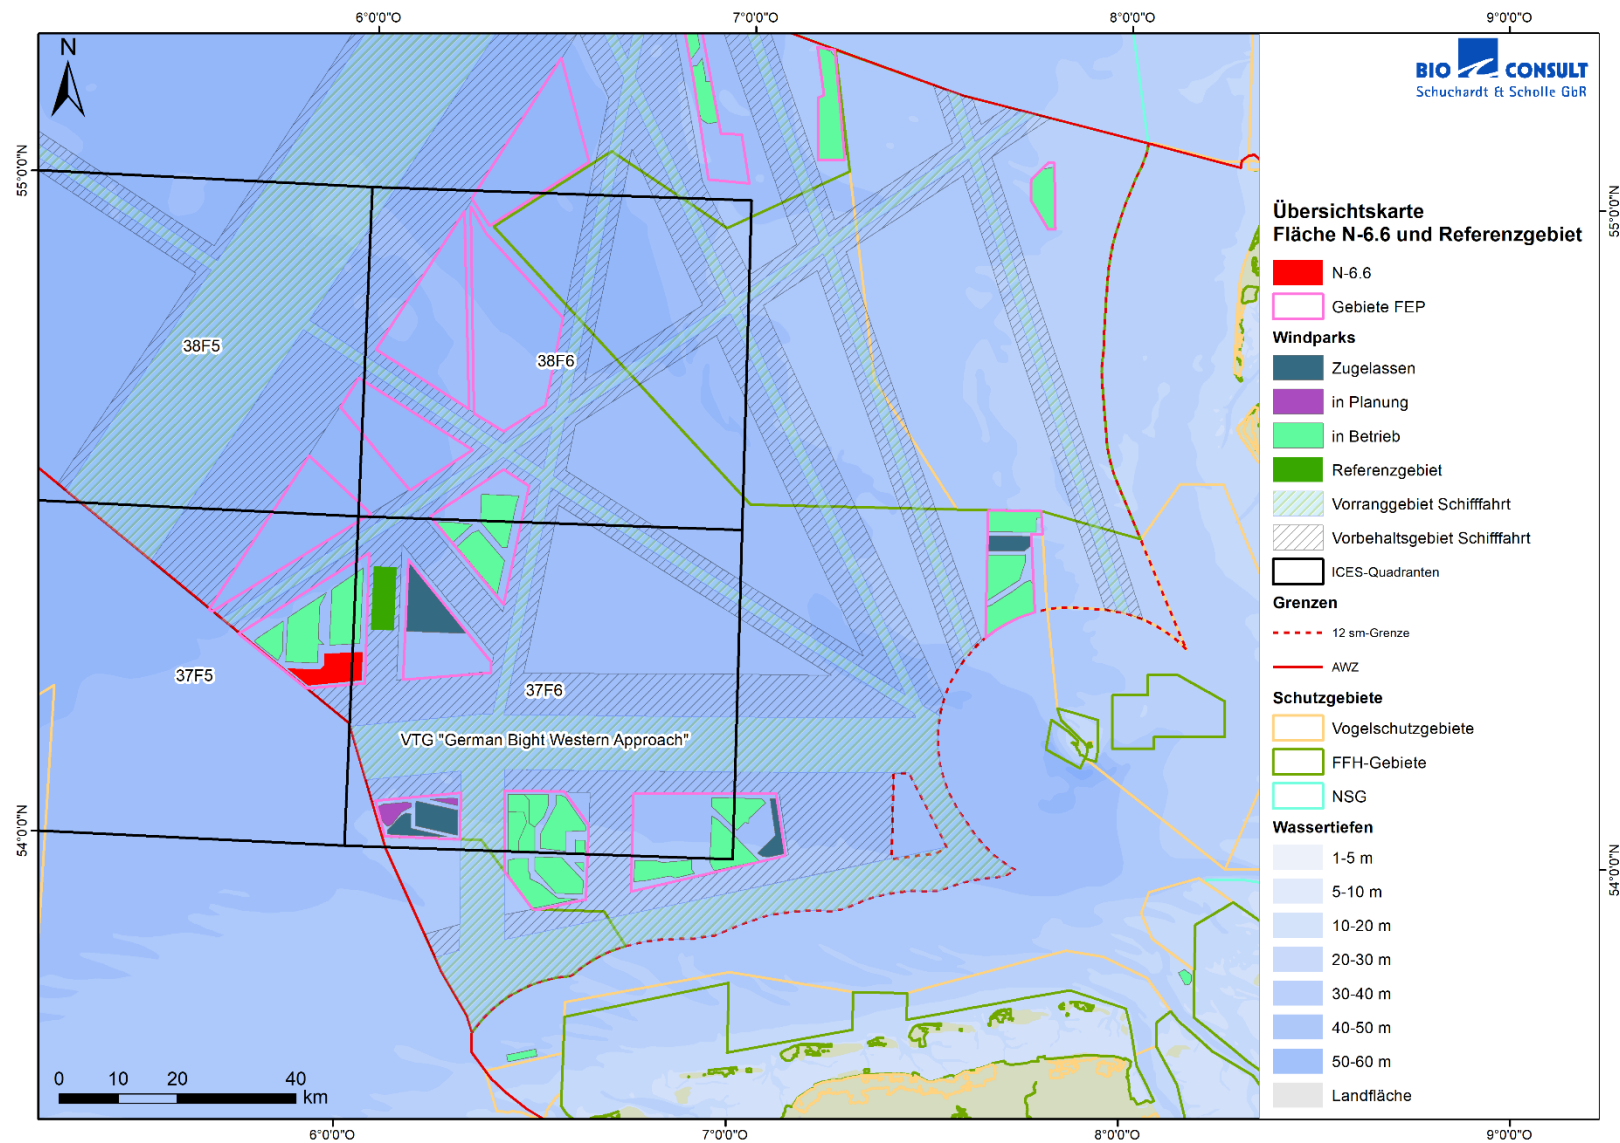 6°0'0"O
7°0'0"O
8°0'0"O
9°0'0"O
N
BIO CONSULT
Schuchardt & Scholle GbR
55°0'0"N
55°0'0"N
Übersichtskarte
Fläche N-6.6 und Referenzgebiet
N-6.6
Gebiete FEP
Windparks
Zugelassen
in Planung
in Betrieb
Referenzgebiet
Vorranggebiet Schifffahrt
Vorbehaltsgebiet Schifffahrt
ICES-Quadranten
Grenzen
12 sm-Grenze
AWZ
Schutzgebiete
Vogelschutzgebiete
FFH-Gebiete
NSG
Wassertiefen
1-5 m
5-10 m
10-20 m
20-30 m
30-40 m
40-50 m
50-60 m
Landfläche
38F5
38F6
37F5
37F6
VTG "German Bight Western Approach"
54°0'0"N
54°0'0"N
0 10 20 40
km
6°0'0"O
7°0'0"O
8°0'0"O
9°0'0"O